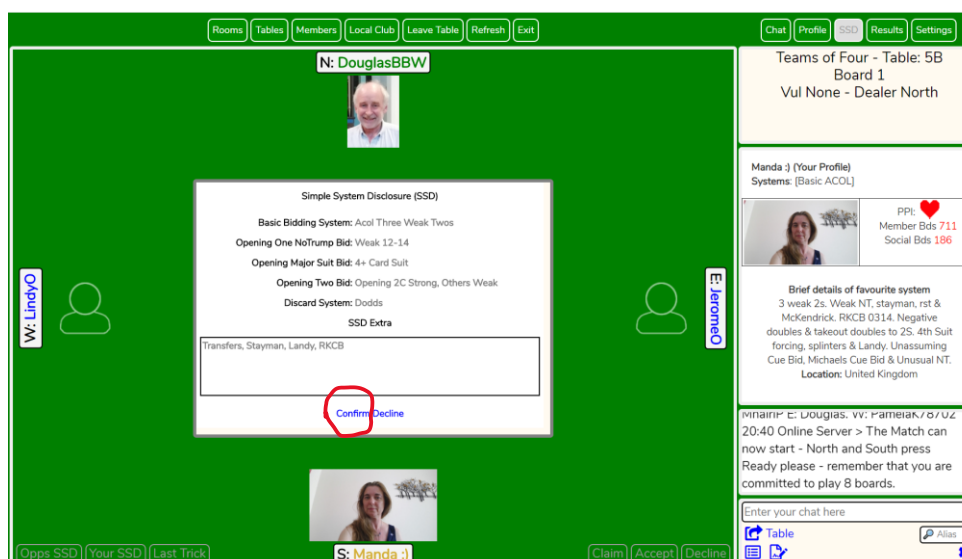 Rooms Tables Members Local Club Leave Table Refresh Exit
Chat Profile SSD Results Settings
N: DouglasBBW
Teams of Four - Table: 5B
Board 1
Vul None - Dealer North
Manda :) (Your Profile)
Systems: [Basic ACOL]
PPI:
Member Bds 711
Social Bds 186
Brief details of favourite system
3 weak 2s. Weak NT, stayman, rst &
McKendrick. RKCB 0314. Negative
doubles & takeout doubles to 2S. 4th Suit
forcing, splinters & Landy. Unassuming
Cue Bid, Michaels Cue Bid & Unusual NT.
Location: United Kingdom
Simple System Disclosure (SSD)
Basic Bidding System: Acol Three Weak Twos
Opening One NoTrump Bid: Weak 12-14
Opening Major Suit Bid: 4+ Card Suit
Opening Two Bid: Opening 2C Strong, Others Weak
Discard System: Dodds
SSD Extra
Transfers, Stayman, Landy, RKCB
Confirm Decline
W: LindyO
E: JeromeO
E: Douglas. W:
20:40 Online Server > The Match can
now start - North and South press
Ready please - remember that you are
committed to play 8 boards.
Enter your chat here
Table
Alias
Opps SSD Your SSD Last Trick
S: Manda :)
Claim Accept Decline